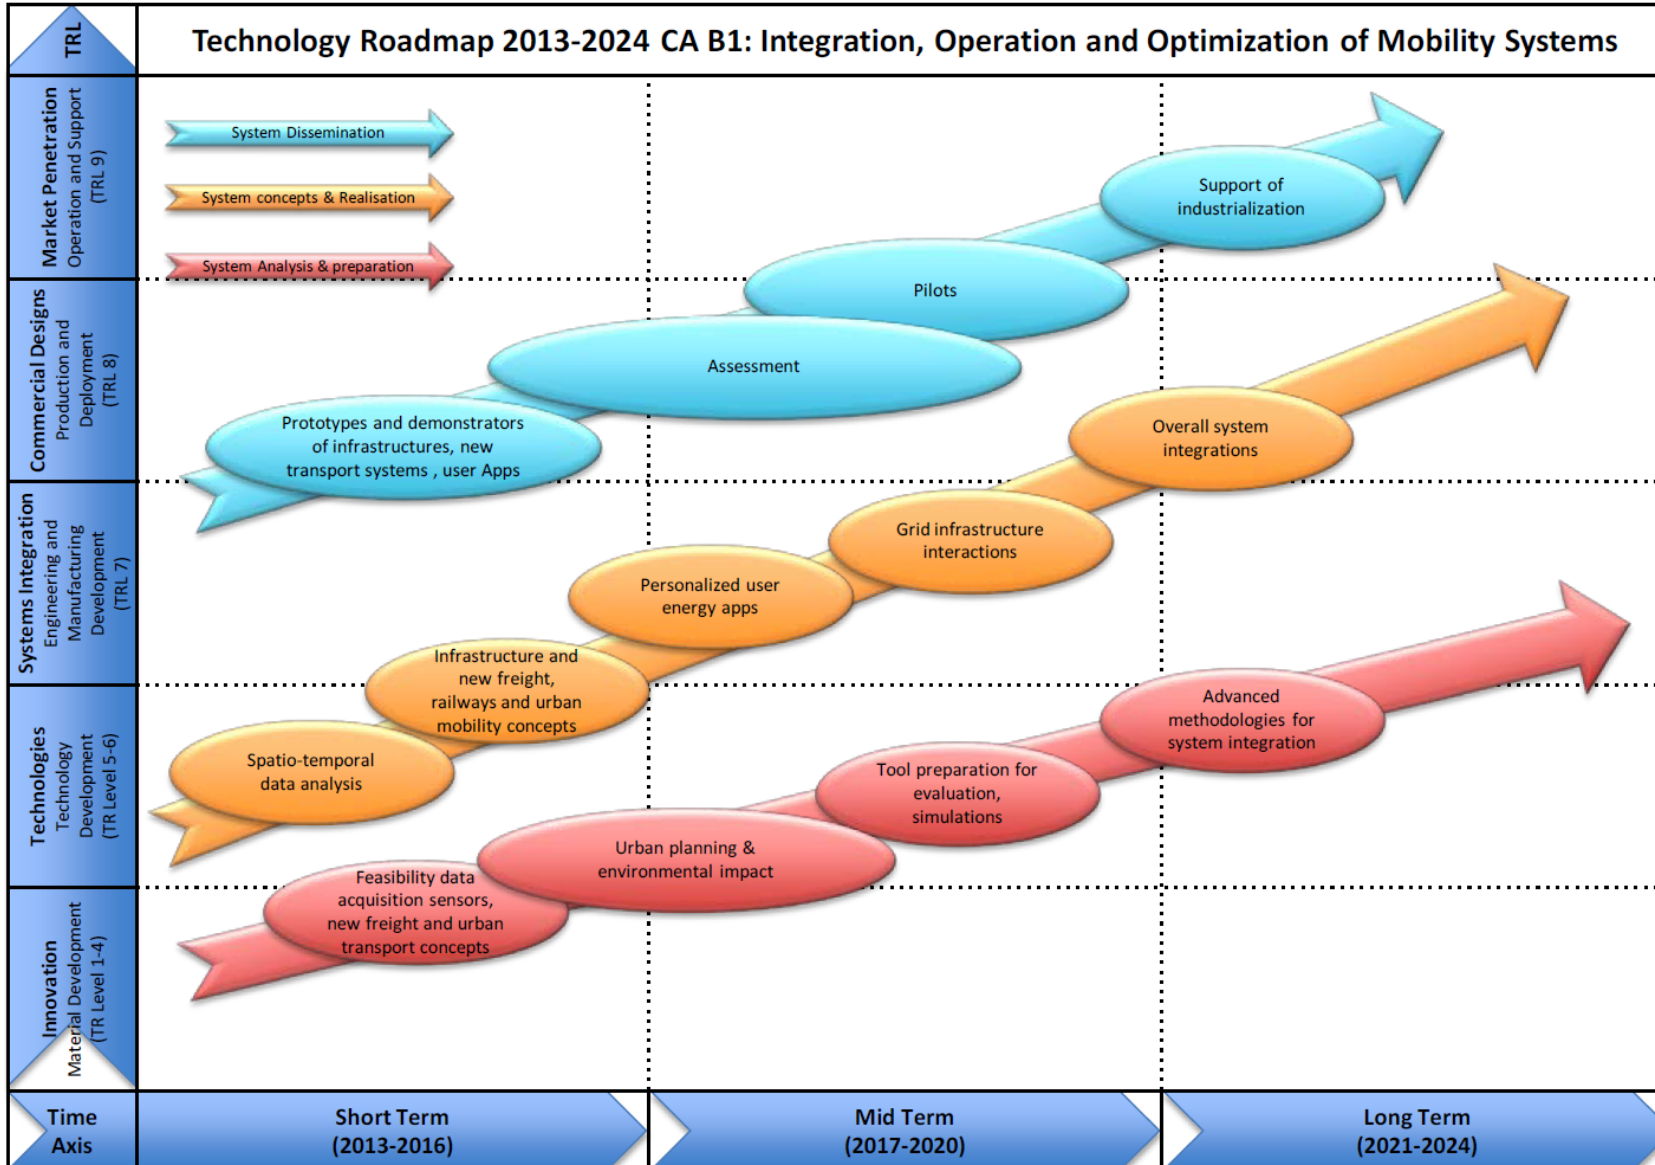 TRL
Technology Roadmap 2013-2024 CA B1: Integration, Operation and Optimization of Mobility Systems
Market Penetration
Operation and Support
(TRL 9)
System Dissemination
System concepts & Realisation
System Analysis & preparation
Support of
industrialization
Pilots
Commercial Designs
Production and
Deployment
(TRL 8)
Assessment
Prototypes and demonstrators
of infrastructures, new
transport systems , user Apps
Overall system
integrations
Systems Integration
Engineering and
Manufacturing
Development
(TRL 7)
Grid infrastructure
interactions
Personalized user
energy apps
Infrastructure and
new freight,
railways and urban
mobility concepts
Technologies
Technology
Development
(TR Level 5-6)
Spatio-temporal
data analysis
Advanced
methodologies for
system integration
Tool preparation for
evaluation,
simulations
Urban planning &
environmental impact
Innovation
Material Development
(TR Level 1-4)
Feasibility data
acquisition sensors,
new freight and urban
transport concepts
Time
Axis
Short Term
(2013-2016)
Mid Term
(2017-2020)
Long Term
(2021-2024)